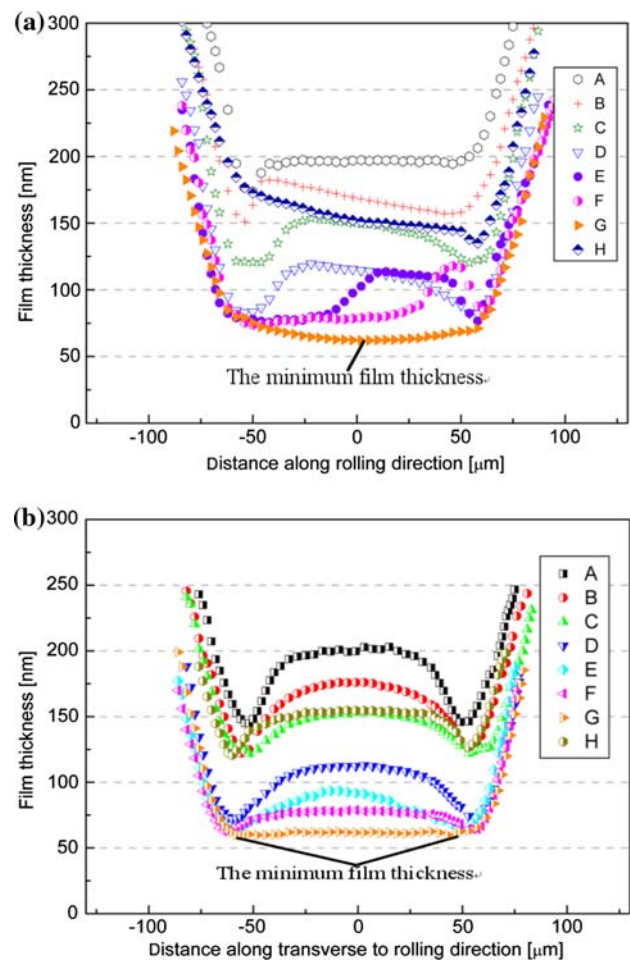 (a)
300
250
200
150
100
50
0
Film thickness [nm]
A
B
C
D
E
F
G
H
The minimum film thickness
-100 -50 0 50 100
Distance along rolling direction [μm]
(b)
300
250
200
150
100
50
0
Film thickness [nm]
A
B
C
D
E
F
G
H
The minimum film thickness
-100 -50 0 50 100
Distance along transverse to rolling direction [μm]